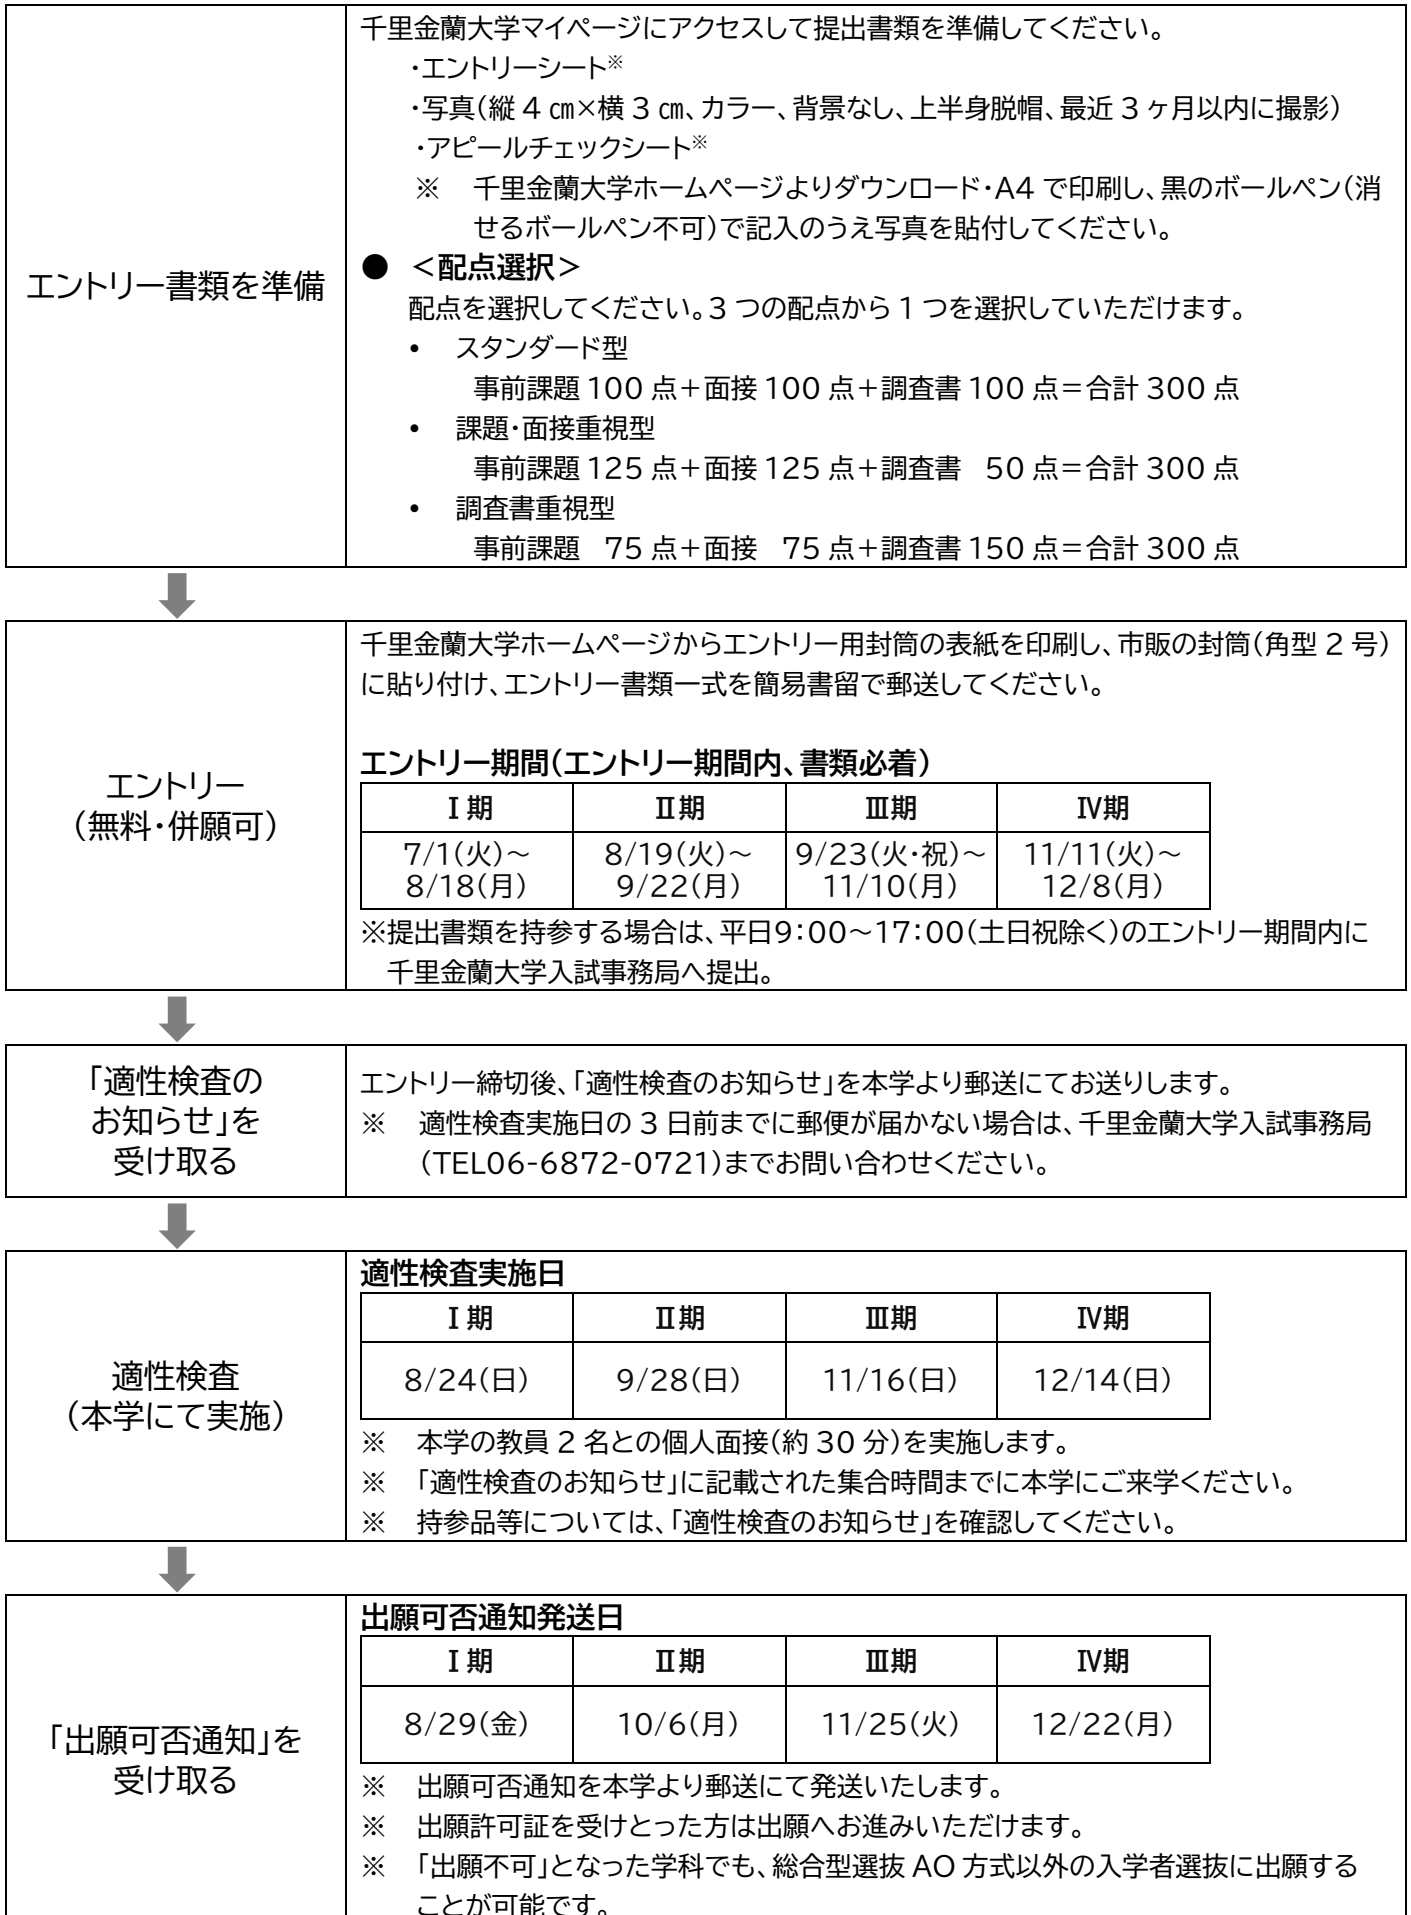 エントリー書類を準備
千里金蘭大学マイページにアクセスして提出書類を準備してください。
・エントリーシート※
・写真（縦 4 ㎝×横 3 ㎝、カラー、背景なし、上半身脱帽、最近 3 ヶ月以内に撮影）
・アピールチェックシート※
※　千里金蘭大学ホームページよりダウンロード・A4 で印刷し、黒のボールペン（消
せるボールペン不可）で記入のうえ写真を貼付してください。
●　＜配点選択＞
配点を選択してください。3 つの配点から 1 つを選択していただけます。
•　スタンダード型
事前課題 100 点＋面接 100 点＋調査書 100 点＝合計 300 点
•　課題・面接重視型
事前課題 125 点＋面接 125 点＋調査書　50 点＝合計 300 点
•　調査書重視型
事前課題　75 点＋面接　75 点＋調査書 150 点＝合計 300 点
エントリー
（無料・併願可）
千里金蘭大学ホームページからエントリー用封筒の表紙を印刷し、市販の封筒（角型 2 号）
に貼り付け、エントリー書類一式を簡易書留で郵送してください。
エントリー期間（エントリー期間内、書類必着）
Ⅰ期　Ⅱ期　Ⅲ期　Ⅳ期
7/1(火)～　8/19(火)～　9/23(火・祝)～　11/11(火)～
8/18(月)　9/22(月)　11/10(月)　12/8(月)
※提出書類を持参する場合は、平日9：00～17：00（土日祝除く）のエントリー期間内に
千里金蘭大学入試事務局へ提出。
「適性検査の
お知らせ」を
受け取る
エントリー締切後、「適性検査のお知らせ」を本学より郵送にてお送りします。
※　適性検査実施日の 3 日前までに郵便が届かない場合は、千里金蘭大学入試事務局
（TEL06-6872-0721）までお問い合わせください。
適性検査
（本学にて実施）
適性検査実施日
Ⅰ期　Ⅱ期　Ⅲ期　Ⅳ期
8/24(日)　9/28(日)　11/16(日)　12/14(日)
※　本学の教員 2 名との個人面接（約 30 分）を実施します。
※　「適性検査のお知らせ」に記載された集合時間までに本学にご来学ください。
※　持参品等については、「適性検査のお知らせ」を確認してください。
「出願可否通知」を
受け取る
出願可否通知発送日
Ⅰ期　Ⅱ期　Ⅲ期　Ⅳ期
8/29(金)　10/6(月)　11/25(火)　12/22(月)
※　出願可否通知を本学より郵送にて発送いたします。
※　出願許可証を受けとった方は出願へお進みいただけます。
※　「出願不可」となった学科でも、総合型選抜 AO 方式以外の入学者選抜に出願する
ことが可能です。